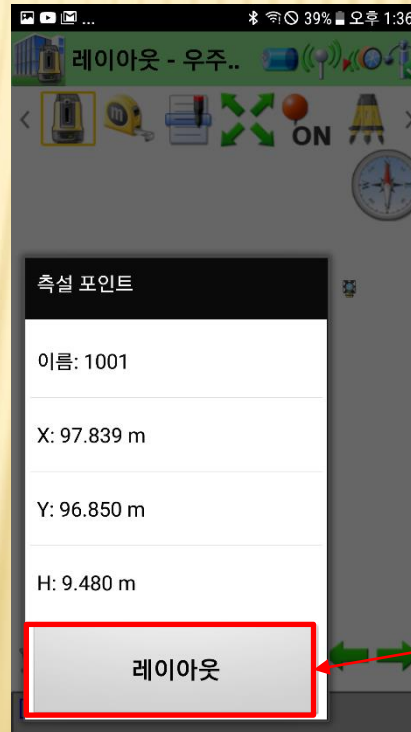 ... 39% 오후 1:36
레이아웃 - 우주..
ON
측설 포인트
이름: 1001
X: 97.839 m
Y: 96.850 m
H: 9.480 m
레이아웃